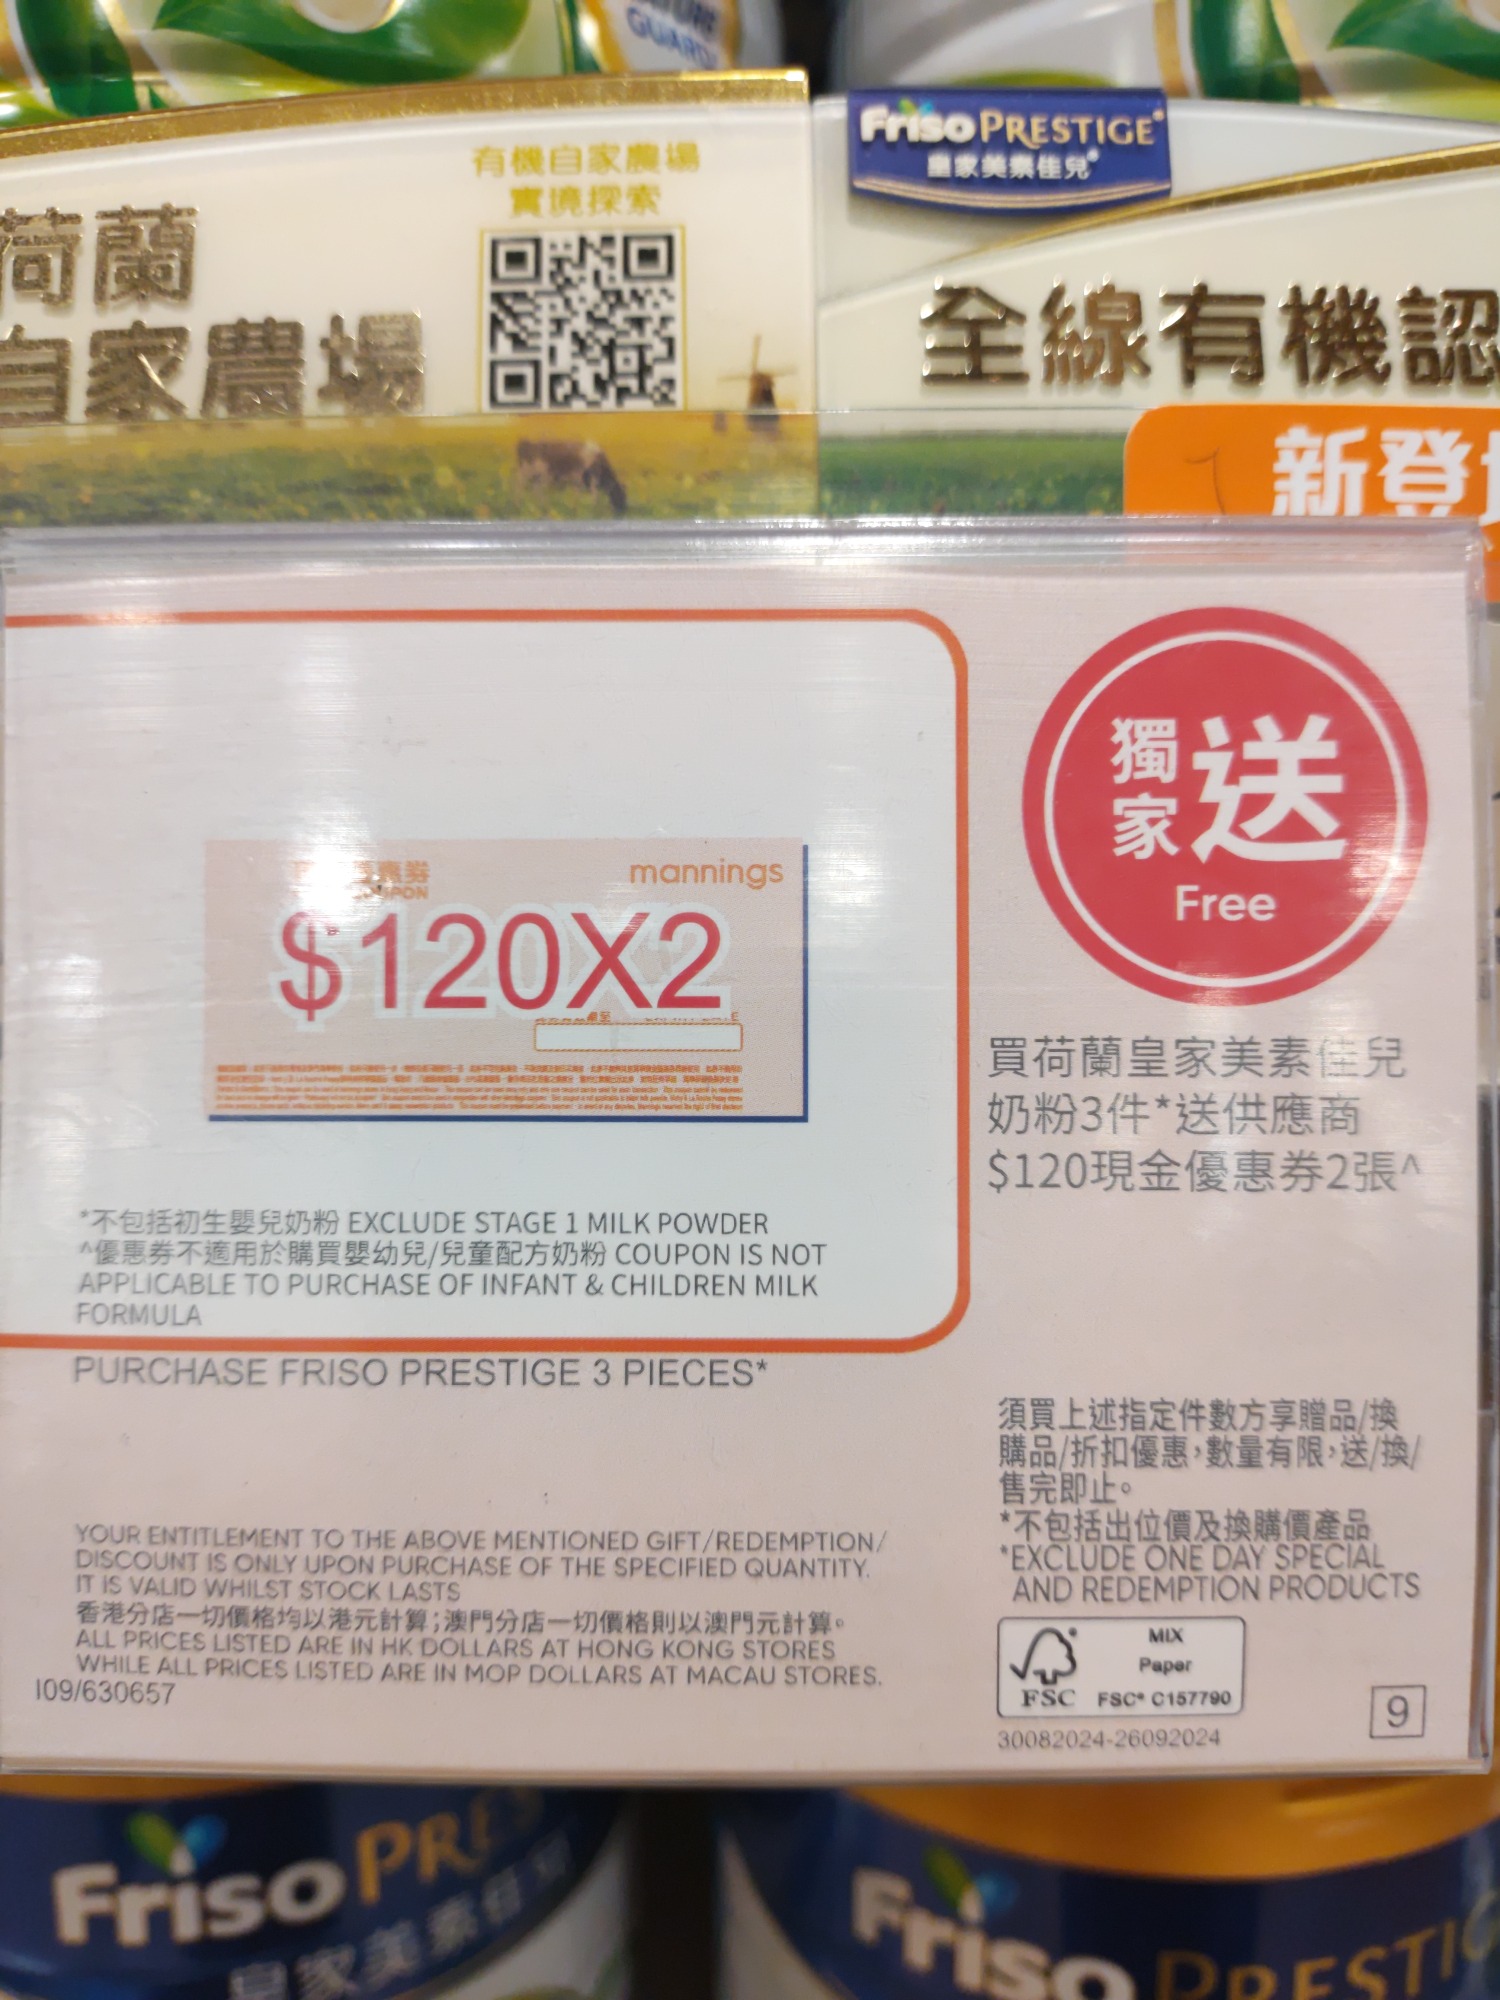 GUARD
有機自家農場
實境探索
荷蘭
自家農場
Friso PRESTIGE
皇家美素佳兒
全線有機認
新登
獨家送
Free
優惠券
COUPON
mannings
$120X2
買荷蘭皇家美素佳兒
奶粉3件*送供應商
$120現金優惠券2張^
*不包括初生嬰兒奶粉 EXCLUDE STAGE 1 MILK POWDER
^優惠券不適用於購買嬰幼兒/兒童配方奶粉 COUPON IS NOT
APPLICABLE TO PURCHASE OF INFANT & CHILDREN MILK
FORMULA
PURCHASE FRISO PRESTIGE 3 PIECES*
須買上述指定件數方享贈品/換
購品/折扣優惠,數量有限,送/換/
售完即止。
*不包括出位價及換購價產品
*EXCLUDE ONE DAY SPECIAL
AND REDEMPTION PRODUCTS
YOUR ENTITLEMENT TO THE ABOVE MENTIONED GIFT/REDEMPTION/
DISCOUNT IS ONLY UPON PURCHASE OF THE SPECIFIED QUANTITY.
IT IS VALID WHILST STOCK LASTS
香港分店一切價格均以港元計算;澳門分店一切價格則以澳門元計算。
ALL PRICES LISTED ARE IN HK DOLLARS AT HONG KONG STORES
WHILE ALL PRICES LISTED ARE IN MOP DOLLARS AT MACAU STORES.
I09/630657
MIX
Paper
FSC
FSC® C157790
30082024-26092024
9
Friso PRES
皇家美素佳兒
Friso PRESTIG